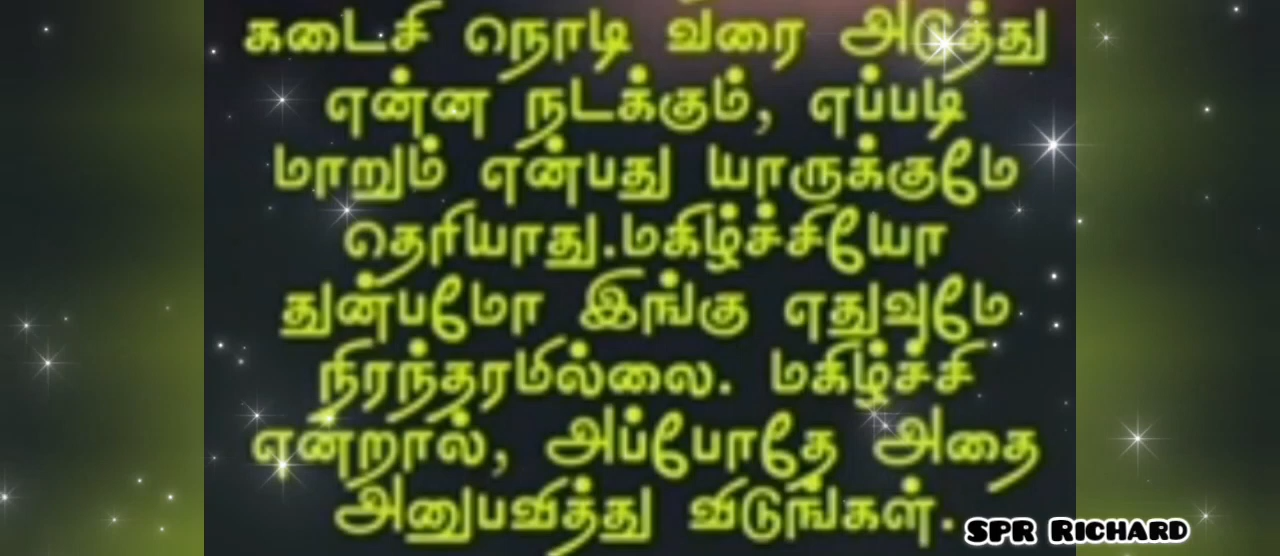 கடைசி நொடி வரை அடுத்து
என்ன நடக்கும், எப்படி
மாறும் என்பது யாருக்குமே
தெரியாது.மகிழ்ச்சியோ
துன்பமோ இங்கு எதுவுமே
நிரந்தரமில்லை. மகிழ்ச்சி
என்றால், அப்போதே அதை
அனுபவித்து விடுங்கள்.
SPR RICHARD